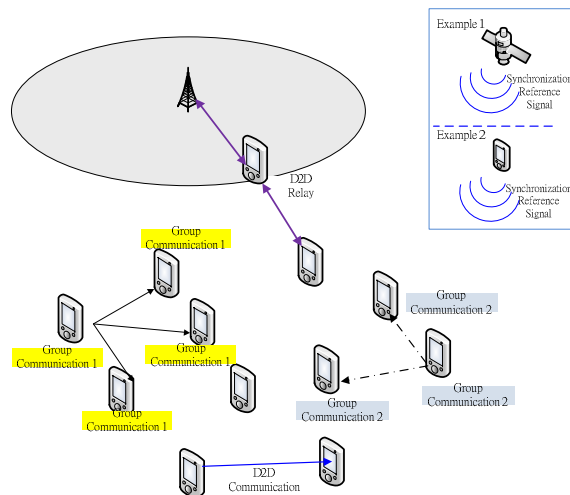 Example 1
Synchronization
Reference
Signal
Example 2
Synchronization
Reference
Signal
D2D
Relay
Group
Communication 1
Group
Communication 1
Group
Communication 1
Group
Communication 1
Group
Communication 2
Group
Communication 2
Group
Communication 2
D2D
Communication